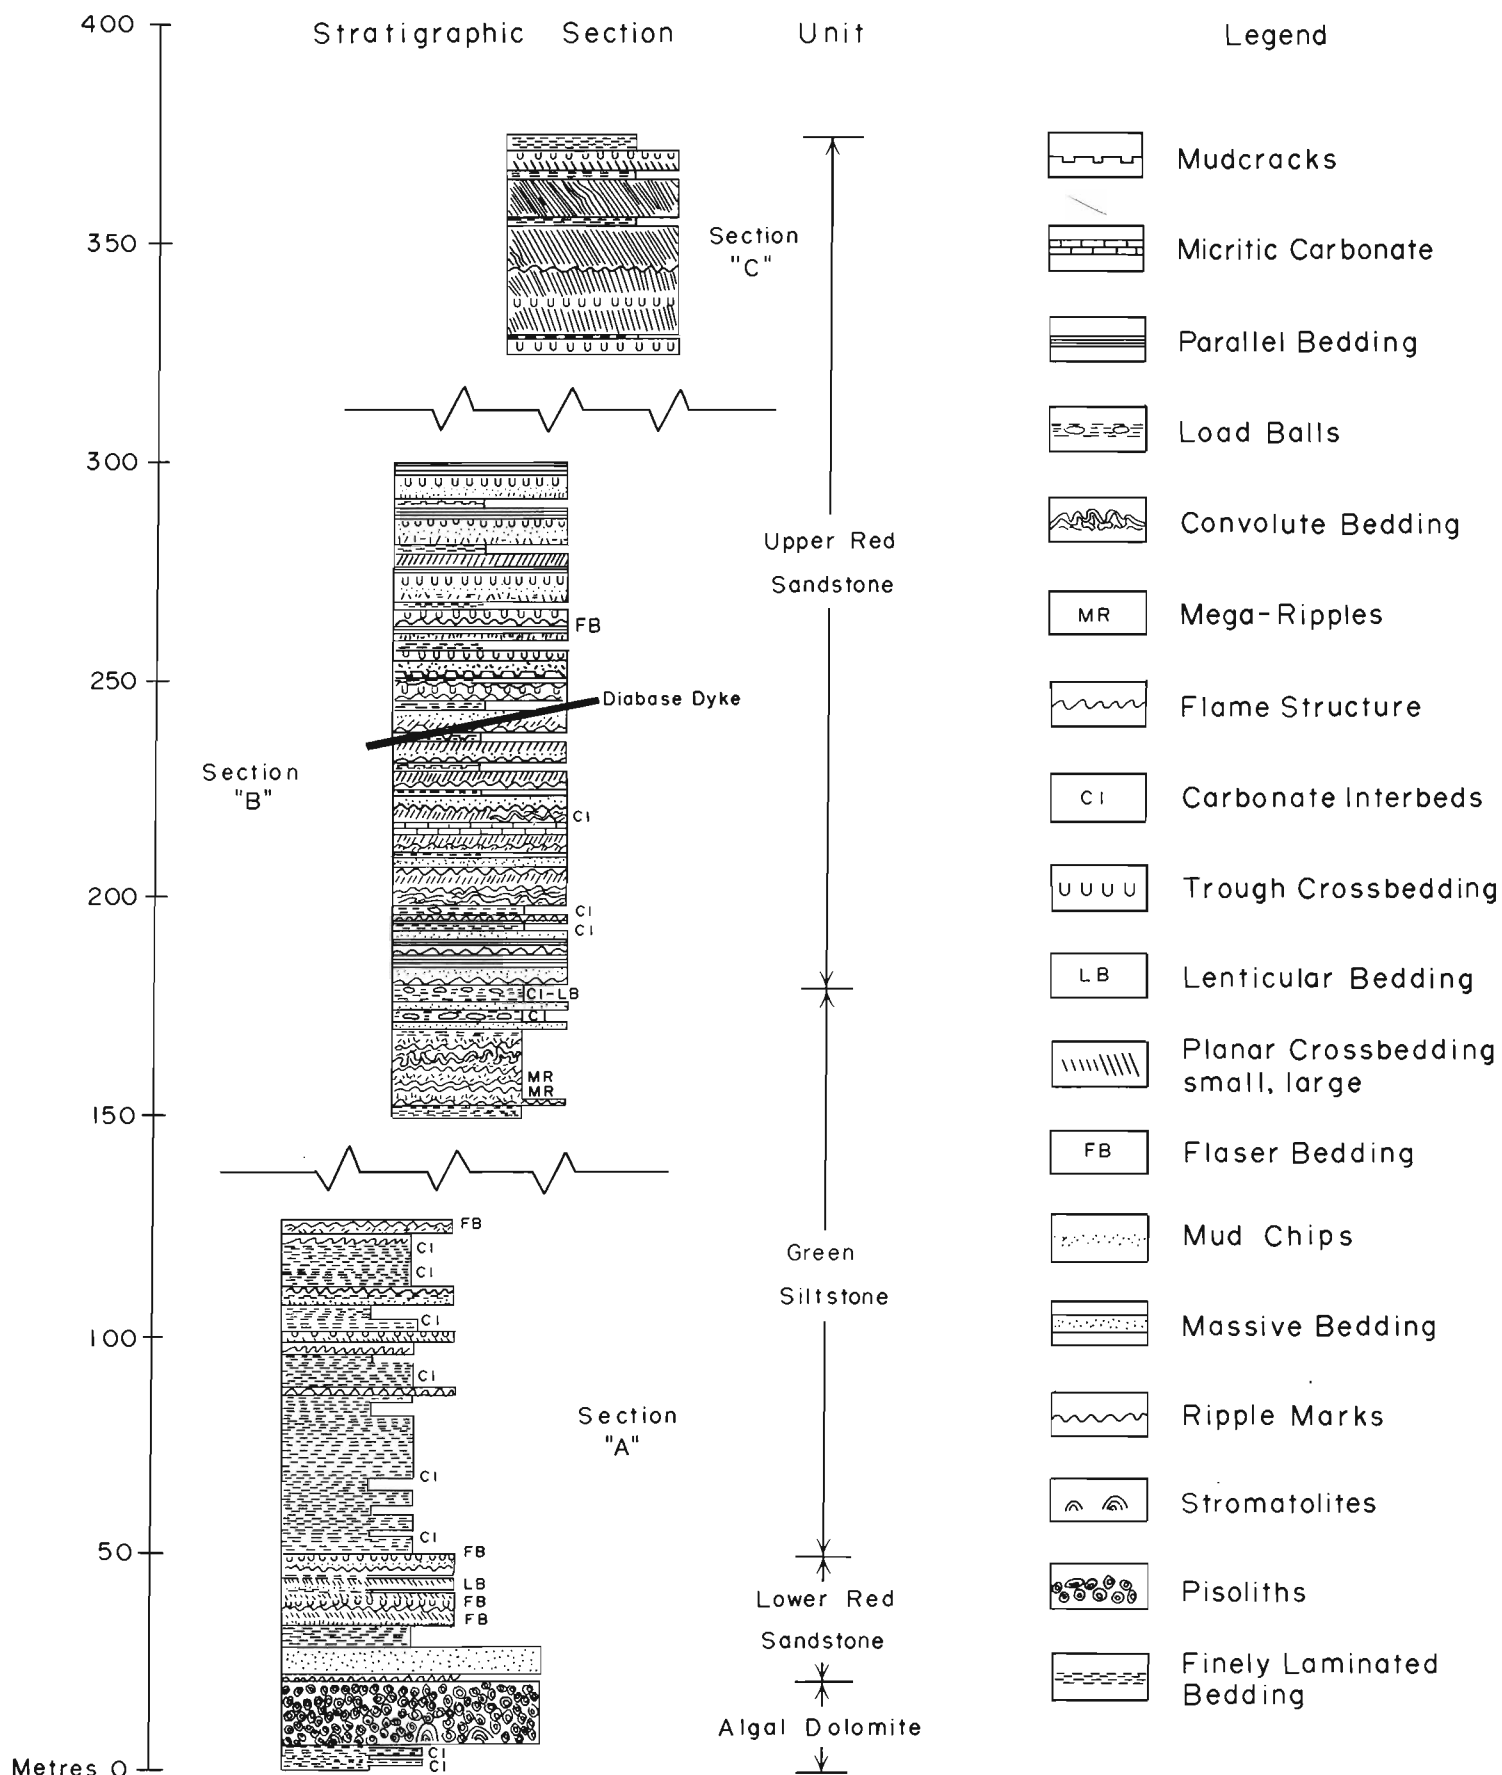 Stratigraphic Section
Unit
Legend
400
350
300
250
200
150
100
50
Metres 0
Section
"C"
Upper Red
Sandstone
FB
Diabase Dyke
Section
"B"
CI
CI
CI
CI-LB
CI
MR
MR
FB
CI
CI
Green
Siltstone
CI
CI
Section
"A"
CI
CI
FB
LB
FB
FB
Lower Red
Sandstone
Algal Dolomite
CI
CI
Mudcracks
Micritic Carbonate
Parallel Bedding
Load Balls
Convolute Bedding
MR
Mega-Ripples
Flame Structure
CI
Carbonate Interbeds
Trough Crossbedding
LB
Lenticular Bedding
Planar Crossbedding
small, large
FB
Flaser Bedding
Mud Chips
Massive Bedding
Ripple Marks
Stromatolites
Pisoliths
Finely Laminated
Bedding